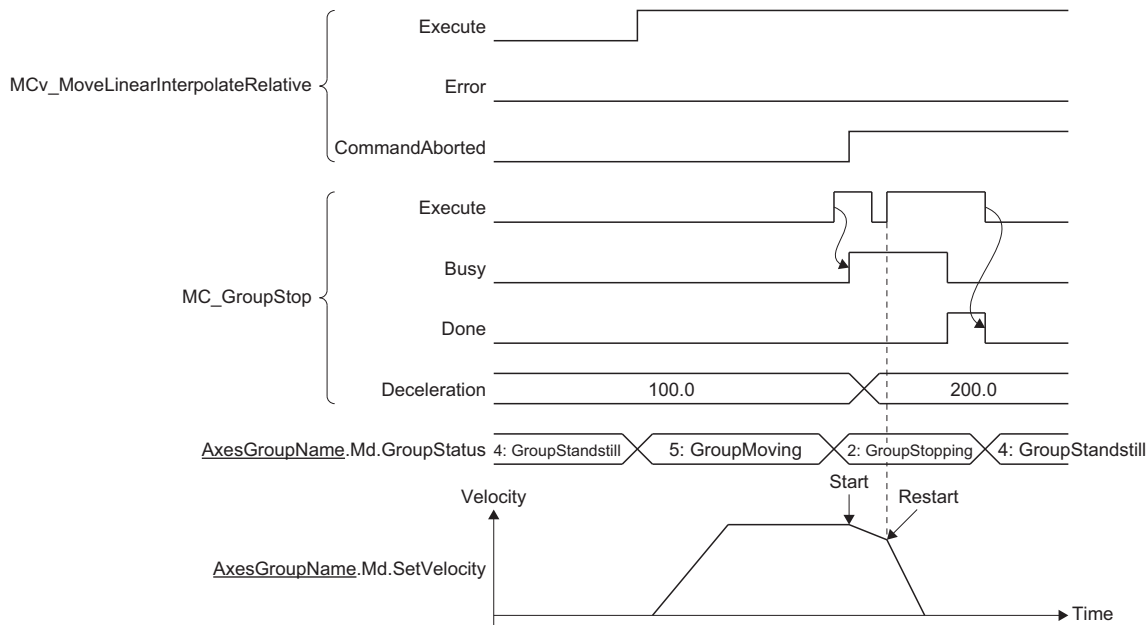 Execute
MCv_MoveLinearInterpolateRelative
Error
CommandAborted
Execute
Busy
MC_GroupStop
Done
Deceleration
100.0
200.0
AxesGroupName.Md.GroupStatus
4: GroupStandstill
5: GroupMoving
2: GroupStopping
4: GroupStandstill
Start
Velocity
Restart
AxesGroupName.Md.SetVelocity
Time